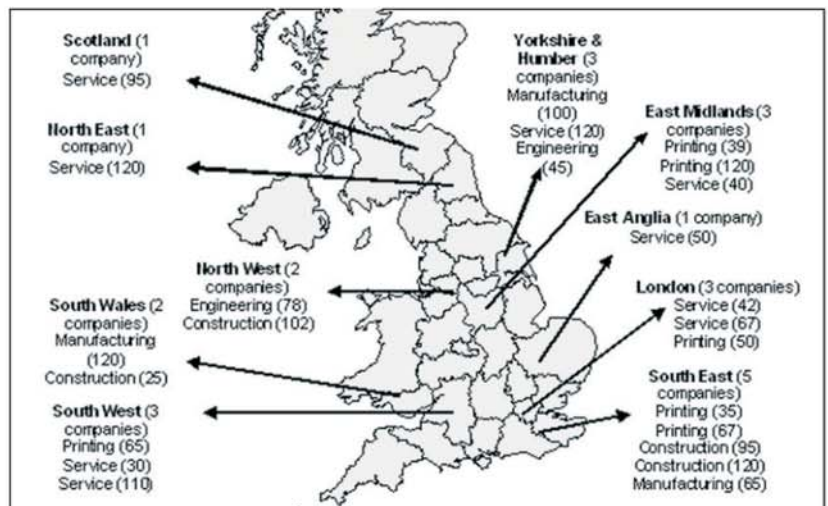 Scotland (1
company)
Service (95)
North East (1
company)
Service (120)
Yorkshire &
Humber (3
companies)
Manufacturing
(100)
Service (120)
Engineering
(45)
East Midlands (3
companies)
Printing (39)
Printing (120)
Service (40)
East Anglia (1 company)
Service (50)
North West (2
companies)
Engineering (78)
Construction (102)
London (3 companies)
Service (42)
Service (67)
Printing (50)
South Wales (2
companies)
Manufacturing
(120)
Construction (25)
South West (3
companies)
Printing (65)
Service (30)
Service (110)
South East (5
companies)
Printing (35)
Printing (67)
Construction (95)
Construction (120)
Manufacturing (65)